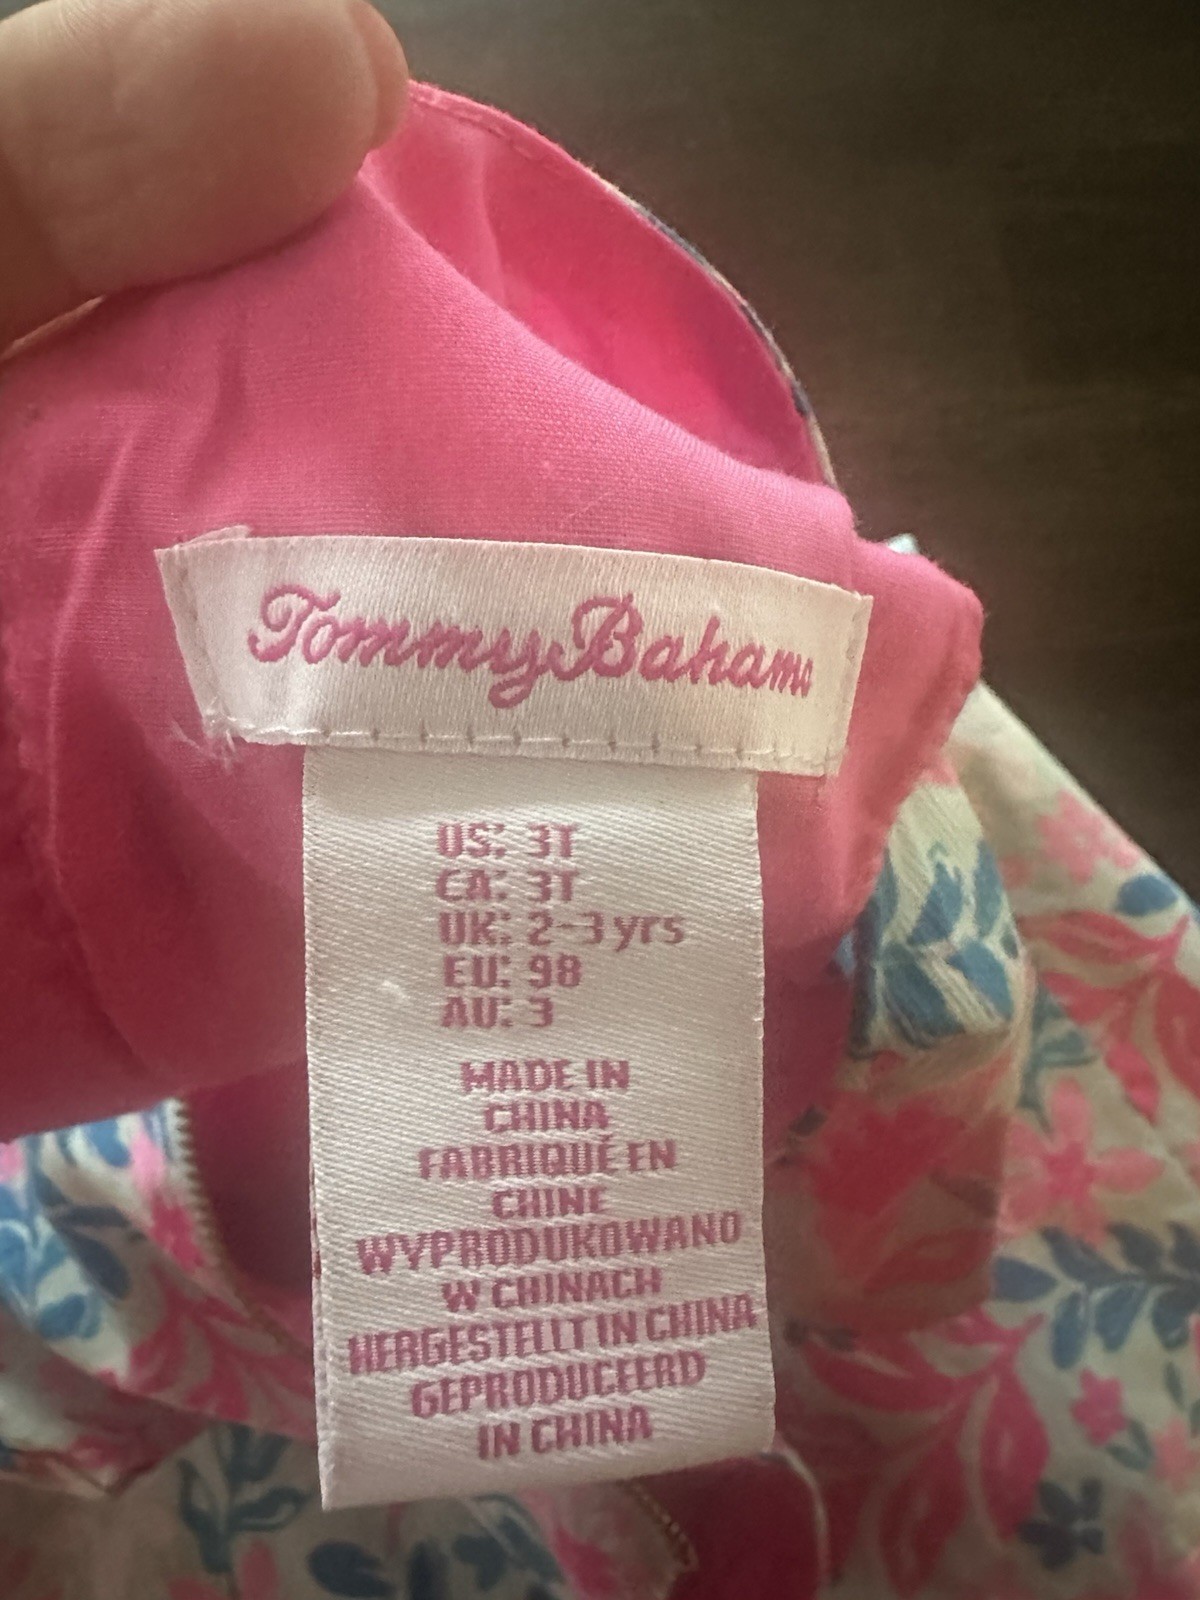 Tommy Bahama
US: 3T
CA: 3T
UK: 2-3 yrs
EU: 98
AU: 3
MADE IN
CHINA
FABRIQUÉ EN
CHINE
WYPRODUKOWANO
W CHINACH
HERGESTELLT IN CHINA
GEPRODUCEERD
IN CHINA